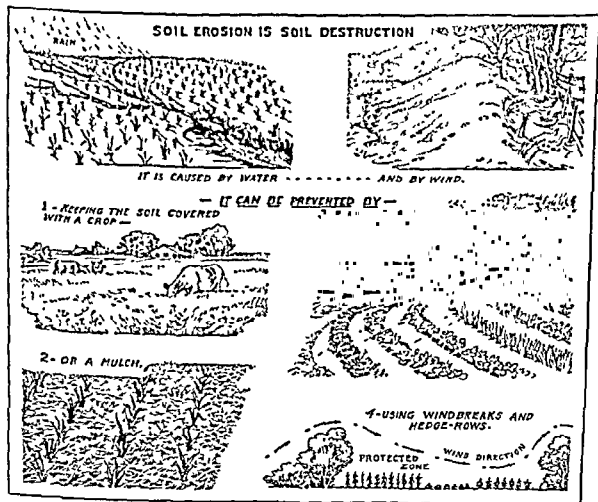 SOIL EROSION IS SOIL DESTRUCTION
RAIN
IT IS CAUSED BY WATER - - - - - - - - - AND BY WIND.
— IT CAN BE PREVENTED BY —
1 - KEEPING THE SOIL COVERED
WITH A CROP —
2 - OR A MULCH,
4 - USING WINDBREAKS AND
HEDGE-ROWS.
WIND DIRECTION
PROTECTED
ZONE